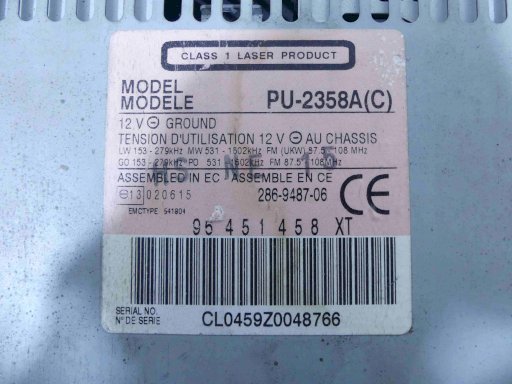 CLASS 1 LASER PRODUCT
MODEL
MODELE PU-2358A(C)
12 V ⊖ GROUND
TENSION D'UTILISATION 12 V ⊖ AU CHASSIS
LW 153 - 279kHz MW 531 - 1602kHz FM (UKW) 87.5 - 108 MHz
GO 153 - 279kHz PO 531 - 1602kHz FM 87.5 - 108MHz
ASSEMBLED IN EC ASSEMBLE EN CE
13 020615 286-9487-06 CE
EMCTYPE 541804
96 451 458 XT
SERIAL NO.
N° DE SERIE CL0459Z0048766